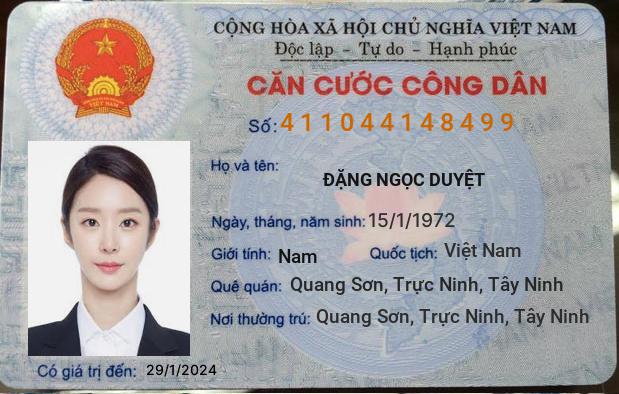 CỘNG HÒA XÃ HỘI CHỦ NGHĨA VIỆT NAM
Độc lập - Tự do - Hạnh phúc
CĂN CƯỚC CÔNG DÂN
Số: 411044148499
Họ và tên:
ĐẶNG NGỌC DUYỆT
Ngày, tháng, năm sinh: 15/1/1972
Giới tính: Nam Quốc tịch: Việt Nam
Quê quán: Quang Sơn, Trực Ninh, Tây Ninh
Nơi thường trú: Quang Sơn, Trực Ninh, Tây Ninh
Có giá trị đến: 29/1/2024
VIỆT NAM